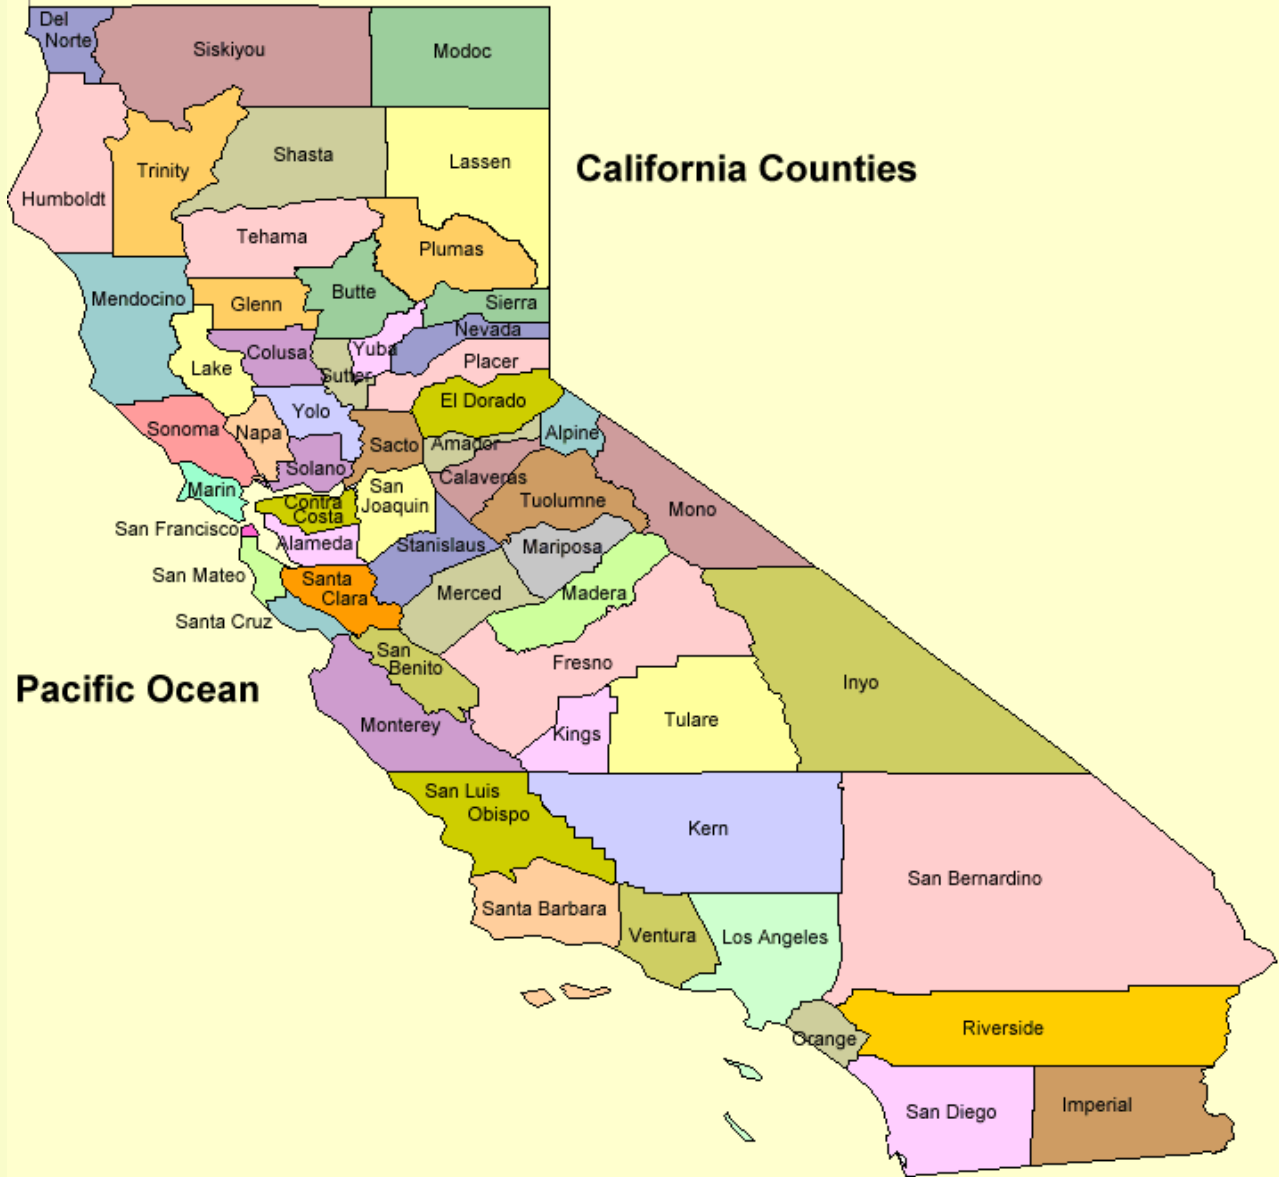 Del
Norte
Siskiyou
Modoc
Shasta
Lassen
California Counties
Trinity
Humboldt
Tehama
Plumas
Mendocino
Glenn
Butte
Sierra
Nevada
Colusa
Yuba
Placer
Lake
Sutter
El Dorado
Yolo
Sonoma
Napa
Sacto
Amador
Alpine
Solano
Calaveras
Marin
San
Joaquin
Tuolumne
Mono
Contra
Costa
San Francisco
Alameda
Stanislaus
Mariposa
San Mateo
Santa
Clara
Merced
Madera
Santa Cruz
San
Benito
Fresno
Pacific Ocean
Inyo
Monterey
Kings
Tulare
San Luis
Obispo
Kern
San Bernardino
Santa Barbara
Ventura
Los Angeles
Orange
Riverside
San Diego
Imperial